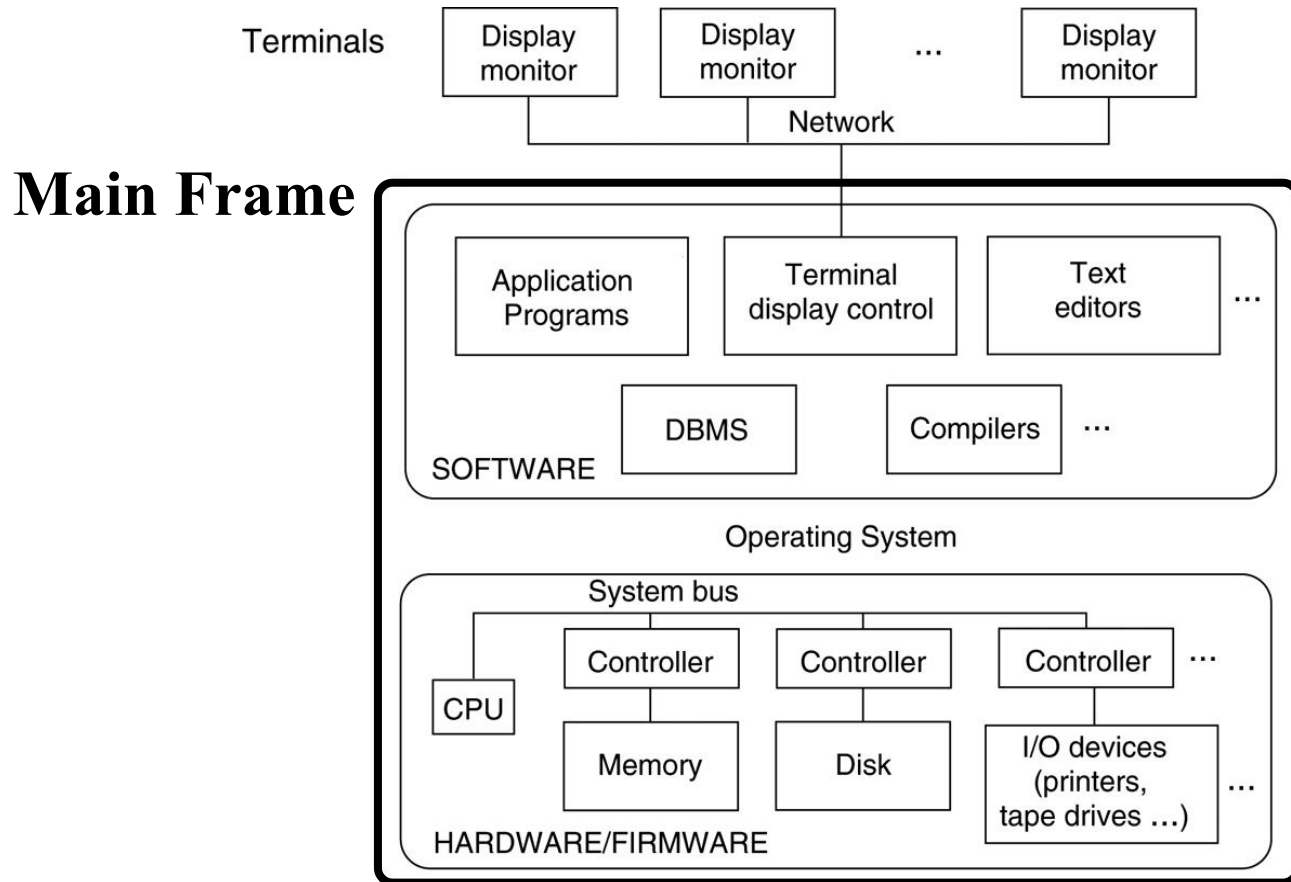 Terminals
Display
monitor
Display
monitor
...
Display
monitor
Network
Main Frame
Application
Programs
Terminal
display control
Text
editors
...
DBMS
Compilers
...
SOFTWARE
Operating System
System bus
Controller
Controller
Controller
...
CPU
Memory
Disk
I/O devices
(printers,
tape drives ...)
...
HARDWARE/FIRMWARE